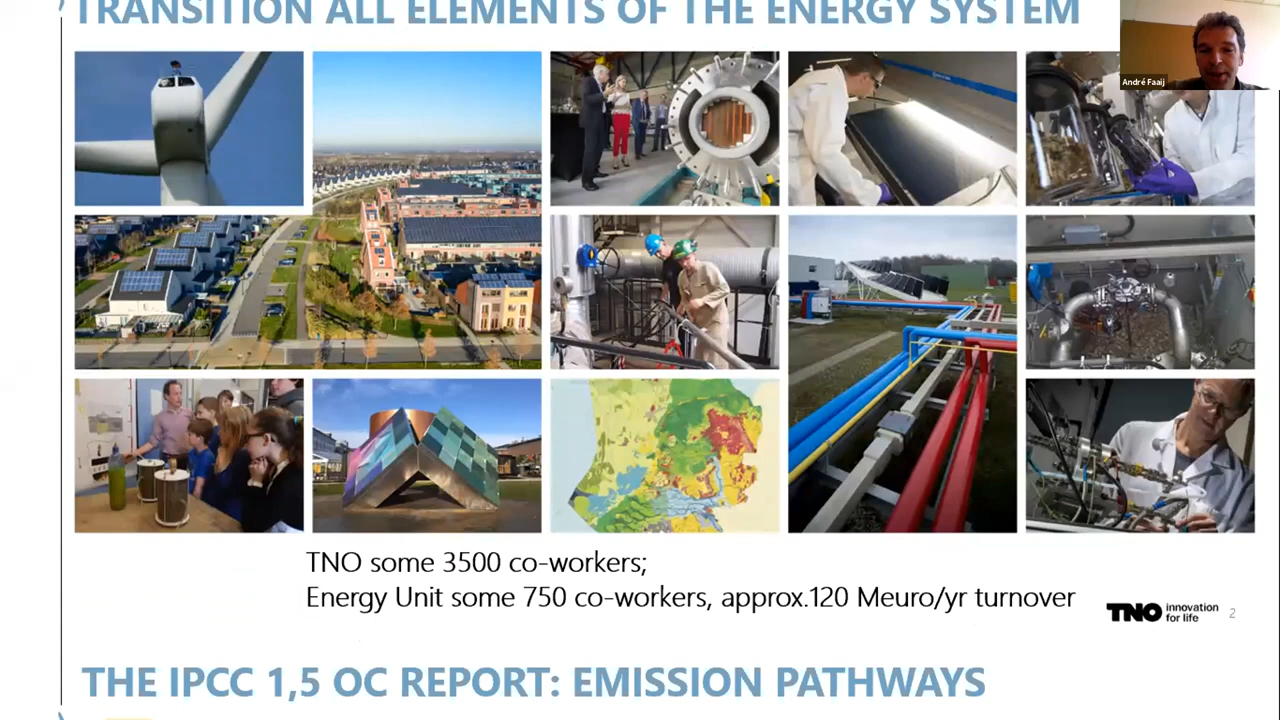 TRANSITION ALL ELEMENTS OF THE ENERGY SYSTEM
André Faaij
TNO some 3500 co-workers;
Energy Unit some 750 co-workers, approx.120 Meuro/yr turnover
TNO innovation
for life
2
THE IPCC 1,5 OC REPORT: EMISSION PATHWAYS